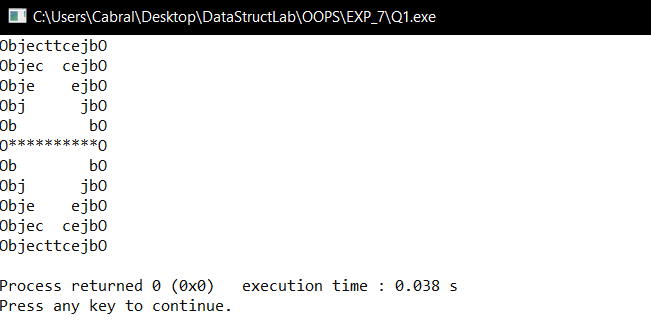 C:\Users\Cabral\Desktop\DataStructLab\OOPS\EXP_7\Q1.exe
ObjecttcejbO
Objec  cejbO
Obje    ejbO
Obj      jbO
Ob        bO
O**********O
Ob        bO
Obj      jbO
Obje    ejbO
Objec  cejbO
ObjecttcejbO
Process returned 0 (0x0)   execution time : 0.038 s
Press any key to continue.